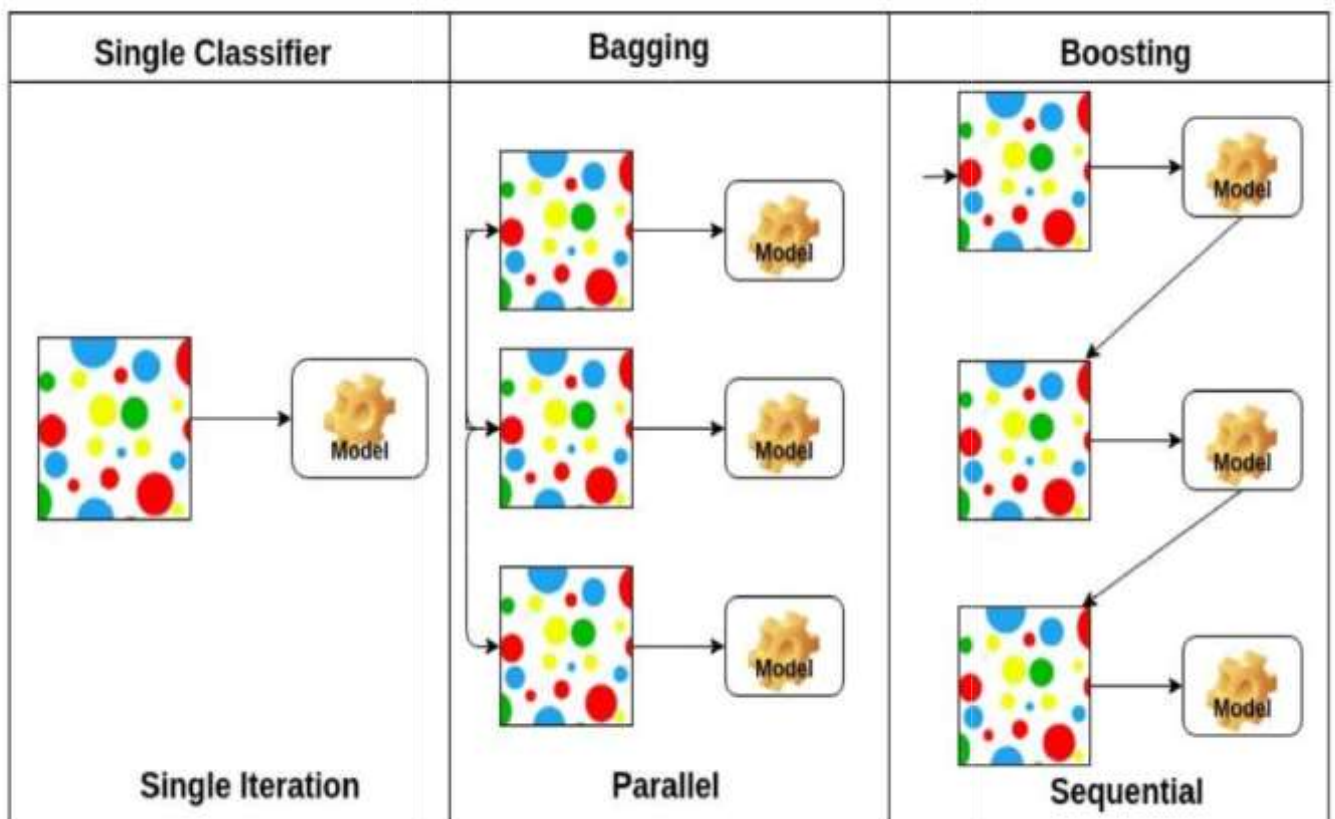 Single Classifier
Bagging
Boosting
Model
Model
Model
Model
Model
Model
Model
Single Iteration
Parallel
Sequential